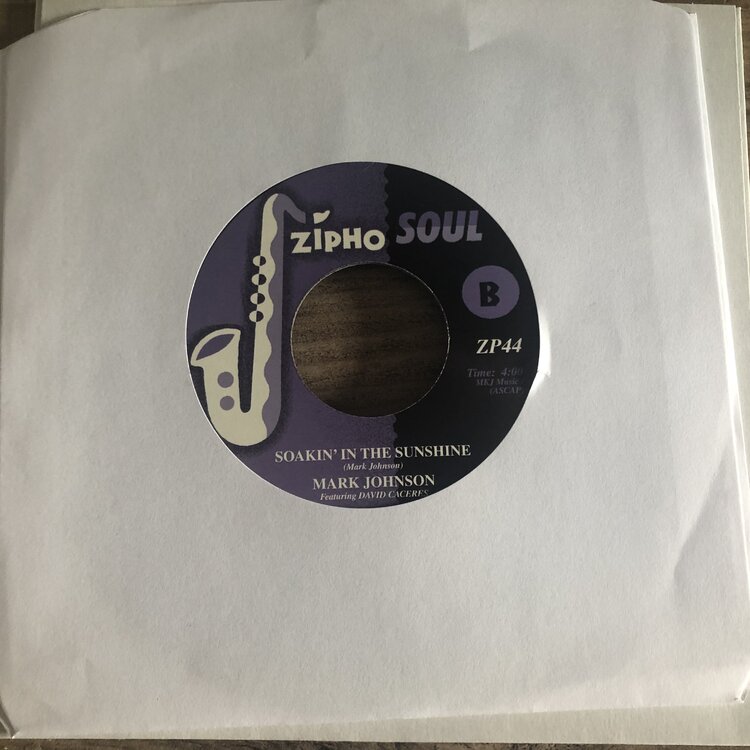 ZiPHO SOUL
B
ZP44
Time: 4:00
MKJ Music
(ASCAP)
SOAKIN' IN THE SUNSHINE
(Mark Johnson)
MARK JOHNSON
Featuring DAVID CACERES